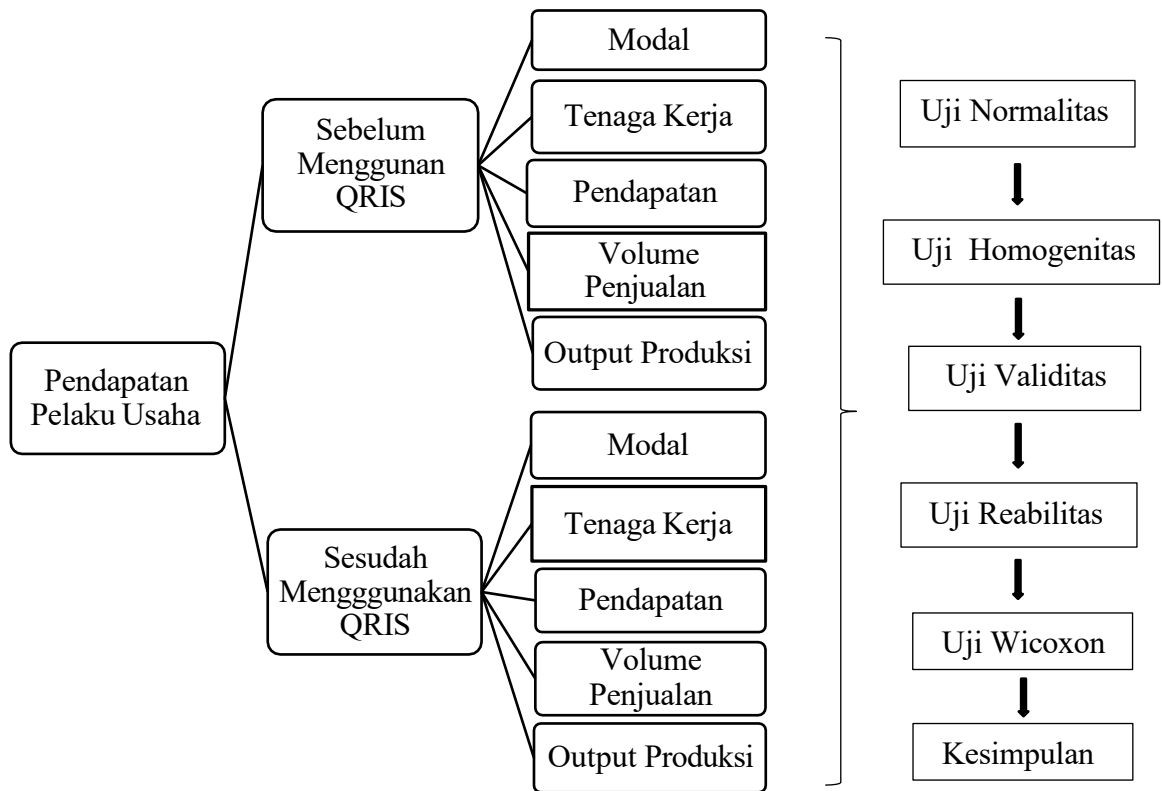 Pendapatan
Pelaku Usaha
Sebelum
Menggunan
QRIS
Modal
Tenaga Kerja
Pendapatan
Volume
Penjualan
Output Produksi
Sesudah
Mengggunakan
QRIS
Modal
Tenaga Kerja
Pendapatan
Volume
Penjualan
Output Produksi
Uji Normalitas
Uji Homogenitas
Uji Validitas
Uji Reabilitas
Uji Wicoxon
Kesimpulan